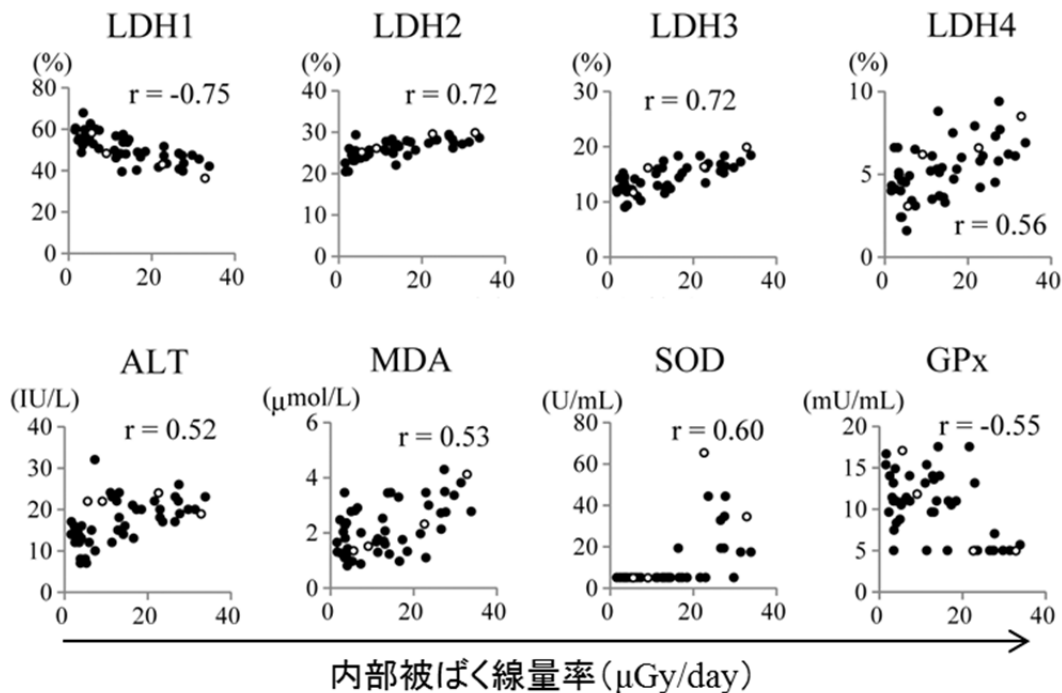 LDH1 LDH2 LDH3 LDH4
(%) (%) (%) (%)
80 40 30 10
r = -0.75 r = 0.72 r = 0.72
60 30 20
40 20 5
20 10 10 r = 0.56
0 0 0 0
0 20 40 0 20 40 0 20 40 0 20 40
ALT MDA SOD GPx
(IU/L) (μmol/L) (U/mL) (mU/mL)
40 6 80 20
r = 0.52 r = 0.53 r = 0.60 r = -0.55
30 4 60 15
20 40 10
10 2 20 5
0 0 0 0
0 20 40 0 20 40 0 20 40 0 20 40
内部被ばく線量率(μGy/day)